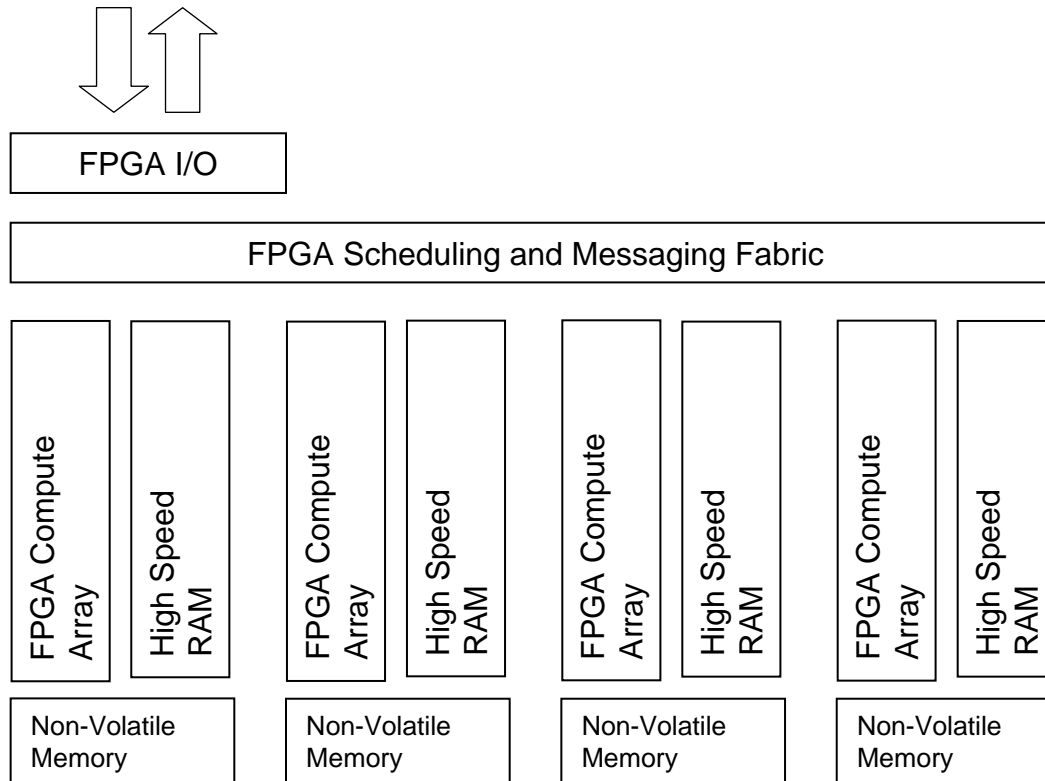 FPGA I/O
FPGA Scheduling and Messaging Fabric
FPGA Compute
Array
High Speed
RAM
FPGA Compute
Array
High Speed
RAM
FPGA Compute
Array
High Speed
RAM
FPGA Compute
Array
High Speed
RAM
Non-Volatile
Memory
Non-Volatile
Memory
Non-Volatile
Memory
Non-Volatile
Memory